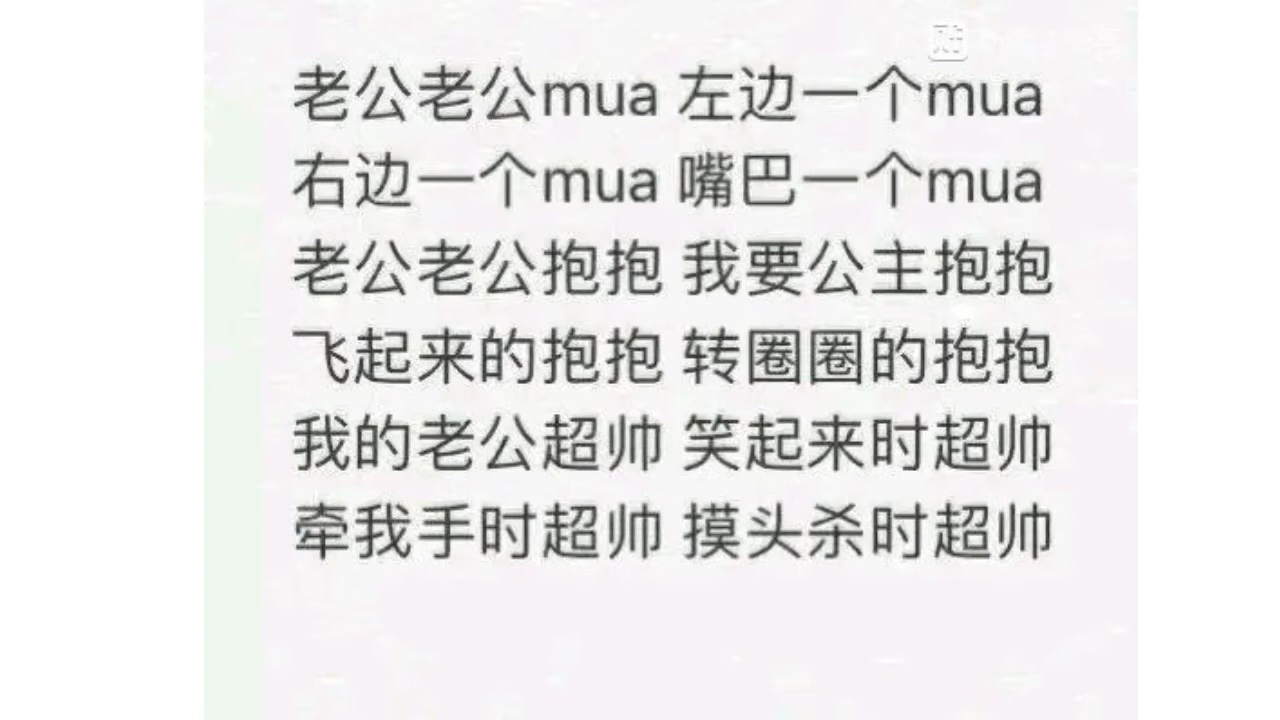 老公老公mua 左边一个mua
右边一个mua 嘴巴一个mua
老公老公抱抱 我要公主抱抱
飞起来的抱抱 转圈圈的抱抱
我的老公超帅 笑起来时超帅
牵我手时超帅 摸头杀时超帅